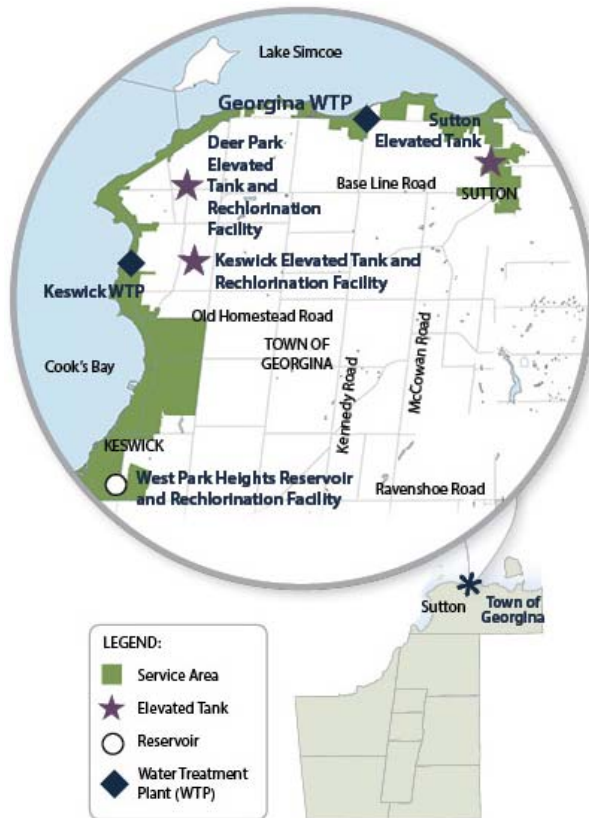 Lake Simcoe
Georgina WTP
Sutton
Elevated Tank
Deer Park
Elevated
Tank and
Rechlorination
Facility
Base Line Road
SUTTON
Keswick Elevated Tank and
Rechlorination Facility
Keswick WTP
Old Homestead Road
TOWN OF
GEORGINA
Cook's Bay
Kennedy Road
McCowan Road
KESWICK
West Park Heights Reservoir
and Rechlorination Facility
Ravenshoe Road
Sutton
Town of
Georgina
LEGEND:
Service Area
Elevated Tank
Reservoir
Water Treatment
Plant (WTP)